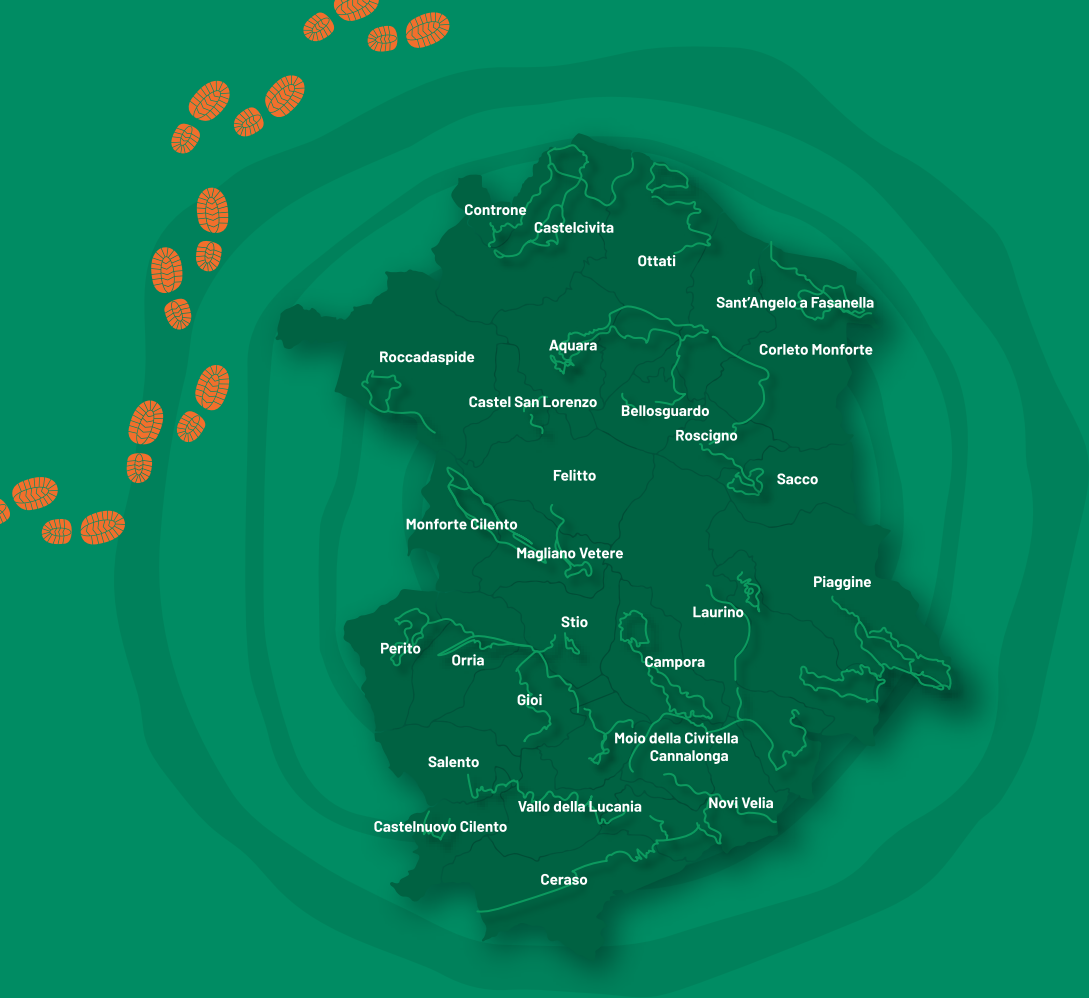 Controne
Castelcivita
Ottati
Sant’Angelo a Fasanella
Aquara
Corleto Monforte
Roccadaspide
Castel San Lorenzo
Bellosguardo
Roscigno
Felitto
Sacco
Monforte Cilento
Magliano Vetere
Piaggine
Laurino
Stio
Perito
Orria
Campora
Gioi
Moio della Civitella
Cannalonga
Salento
Vallo della Lucania
Novi Velia
Castelnuovo Cilento
Ceraso